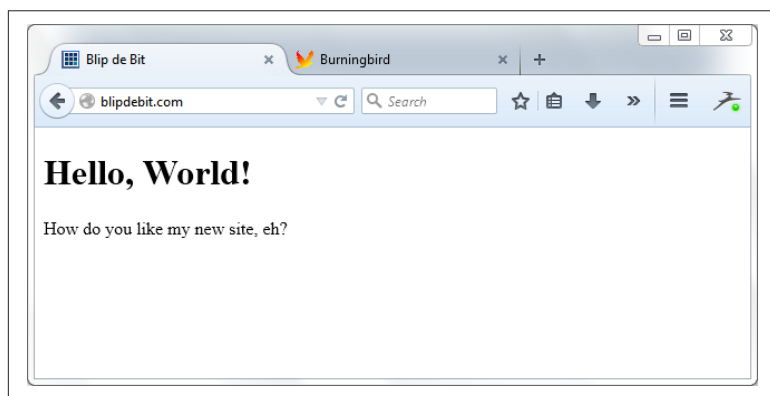 Blip de Bit
Burningbird
blipdebit.com
Search
Hello, World!
How do you like my new site, eh?